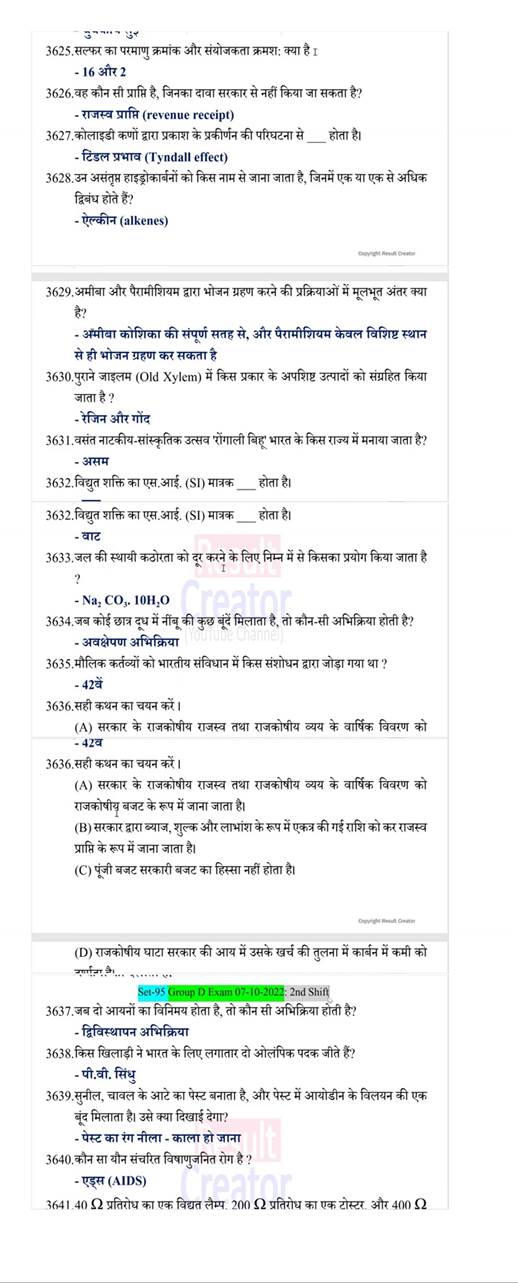 3625.सल्फर का परमाणु क्रमांक और संयोजकता क्रमश: क्या है
- 16 और 2
3626.वह कौन सी प्राप्ति है, जिनका दावा सरकार से नहीं किया जा सकता है?
- राजस्व प्राप्ति (revenue receipt)
3627.कोलाइडी कणों द्वारा प्रकाश के प्रकीर्णन की परिघटना से ____ होता है।
- टिंडल प्रभाव (Tyndall effect)
3628.उन असंतृप्त हाइड्रोकार्बनों को किस नाम से जाना जाता है, जिनमें एक या एक से अधिक
द्विबंध होते हैं?
- ऐल्कीन (alkenes)
Copyright Result Creator
3629.अमीबा और पैरामीशियम द्वारा भोजन ग्रहण करने की प्रक्रियाओं में मूलभूत अंतर क्या
है?
- अमीबा कोशिका की संपूर्ण सतह से, और पैरामीशियम केवल विशिष्ट स्थान
से ही भोजन ग्रहण कर सकता है
3630.पुराने जाइलम (Old Xylem) में किस प्रकार के अपशिष्ट उत्पादों को संग्रहित किया
जाता है ?
- रेजिन और गोंद
3631.वसंत नाटकीय-सांस्कृतिक उत्सव 'रोंगाली बिहू' भारत के किस राज्य में मनाया जाता है?
- असम
3632.विद्युत शक्ति का एस.आई. (SI) मात्रक ____ होता है।
3632.विद्युत शक्ति का एस.आई. (SI) मात्रक ____ होता है।
- वाट
3633.जल की स्थायी कठोरता को दूर करने के लिए निम्न में से किसका प्रयोग किया जाता है
?
- Na₂ CO₃. 10H₂O
3634.जब कोई छात्र दूध में नींबू की कुछ बूंदें मिलाता है, तो कौन-सी अभिक्रिया होती है?
- अवक्षेपण अभिक्रिया
3635.मौलिक कर्तव्यों को भारतीय संविधान में किस संशोधन द्वारा जोड़ा गया था ?
- 42वें
3636.सही कथन का चयन करें।
(A) सरकार के राजकोषीय राजस्व तथा राजकोषीय व्यय के वार्षिक विवरण को
- 42व
3636.सही कथन का चयन करें।
(A) सरकार के राजकोषीय राजस्व तथा राजकोषीय व्यय के वार्षिक विवरण को
राजकोषीय बजट के रूप में जाना जाता है।
(B) सरकार द्वारा ब्याज, शुल्क और लाभांश के रूप में एकत्र की गई राशि को कर राजस्व
प्राप्ति के रूप में जाना जाता है।
(C) पूंजी बजट सरकारी बजट का हिस्सा नहीं होता है।
Copyright Result Creator
(D) राजकोषीय घाटा सरकार की आय में उसके खर्च की तुलना में कार्बन में कमी को
Set-95 Group D Exam 07-10-2022: 2nd Shift
3637.जब दो आयनों का विनिमय होता है, तो कौन सी अभिक्रिया होती है?
- द्विविस्थापन अभिक्रिया
3638.किस खिलाड़ी ने भारत के लिए लगातार दो ओलंपिक पदक जीते हैं?
- पी.वी. सिंधु
3639.सुनील, चावल के आटे का पेस्ट बनाता है, और पेस्ट में आयोडीन के विलयन की एक
बूंद मिलाता है। उसे क्या दिखाई देगा?
- पेस्ट का रंग नीला - काला हो जाना
3640.कौन सा यौन संचरित विषाणुजनित रोग है ?
- एड्स (AIDS)
3641.40 Ω प्रतिरोध का एक विद्युत लैम्प, 200 Ω प्रतिरोध का एक टोस्टर, और 400 Ω